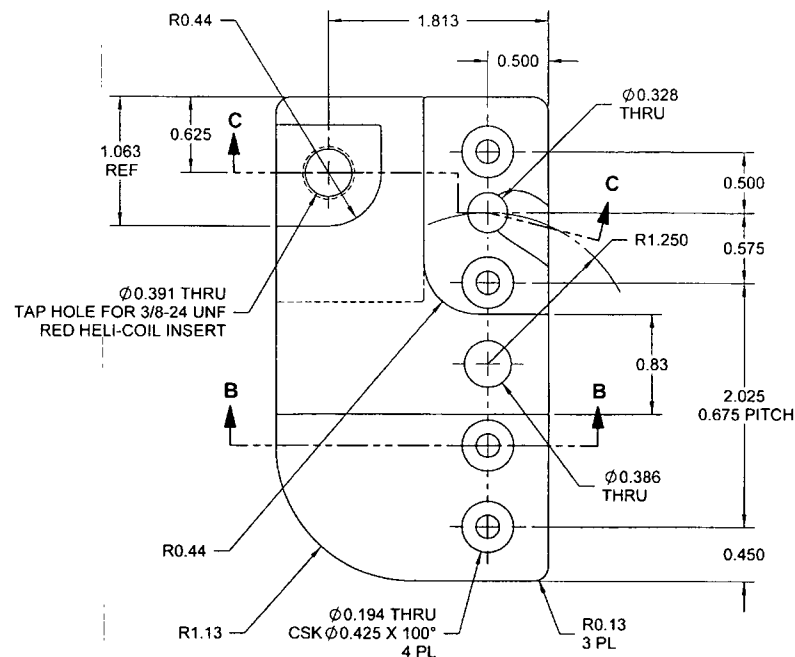 R0.44
1.813
0.500
Ø0.328
THRU
C
0.625
1.063
REF
0.500
C
R1.250
0.575
Ø0.391 THRU
TAP HOLE FOR 3/8-24 UNF
RED HELI-COIL INSERT
0.83
B
B
2.025
0.675 PITCH
Ø0.386
THRU
R0.44
0.450
R1.13
Ø0.194 THRU
CSK Ø0.425 X 100°
4 PL
R0.13
3 PL